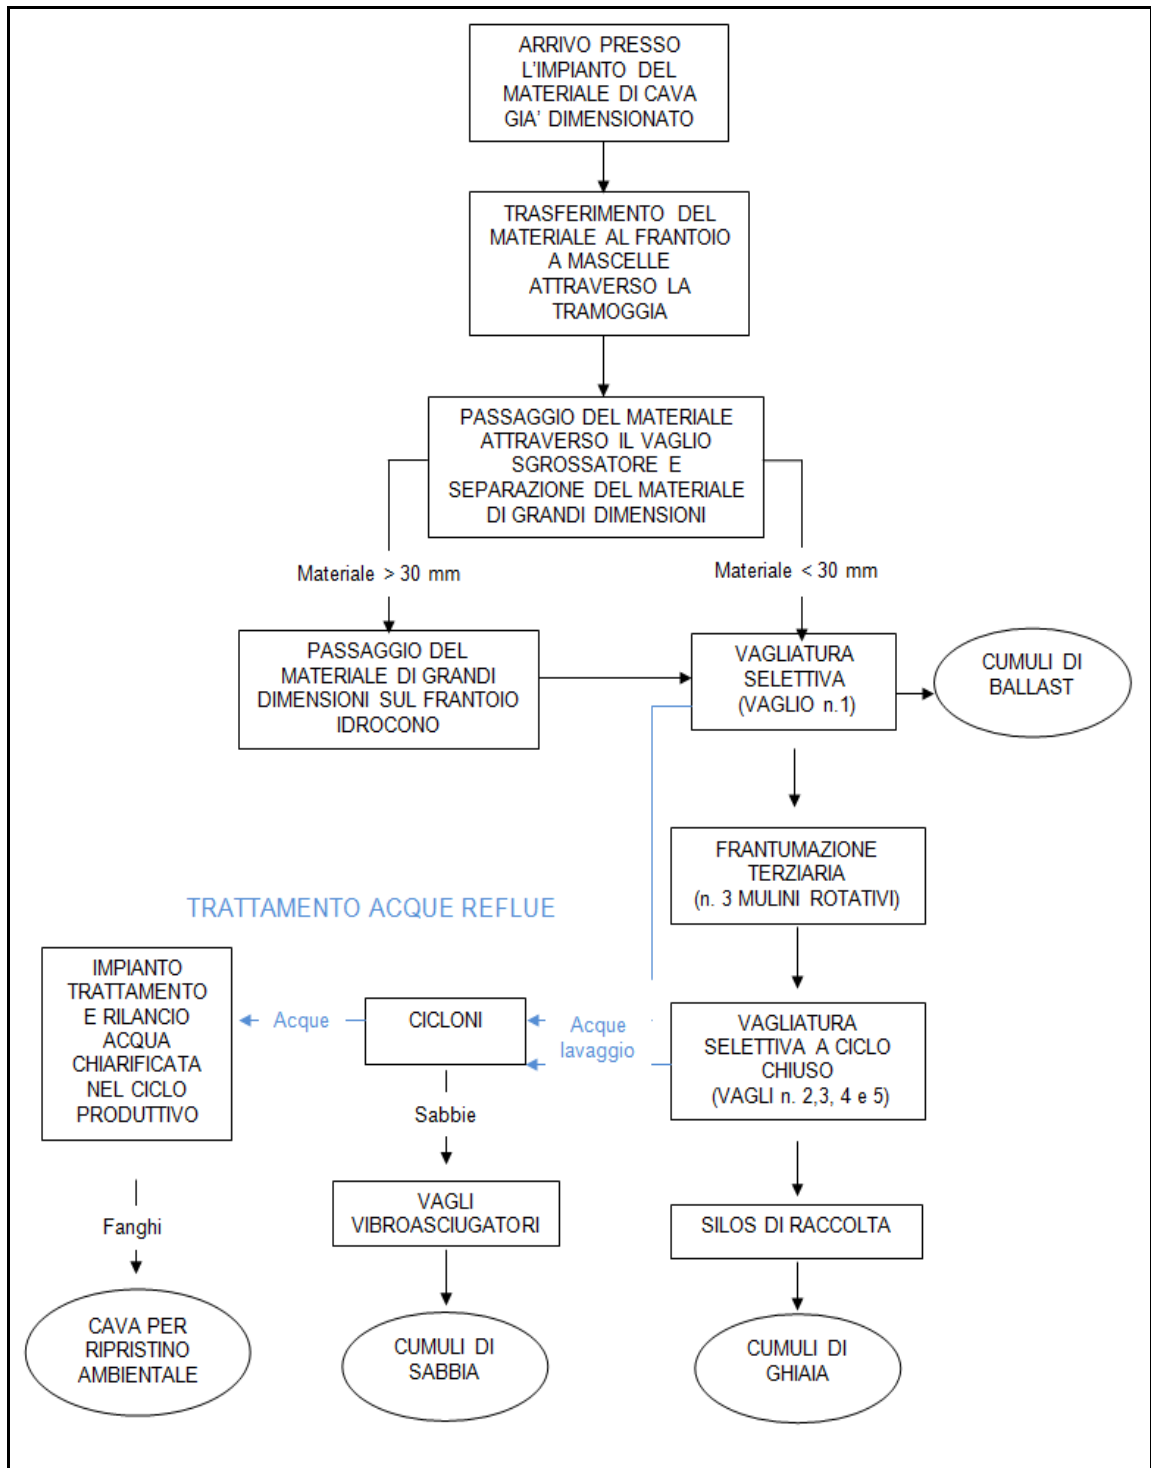 ARRIVO PRESSO
L'IMPIANTO DEL
MATERIALE DI CAVA
GIA' DIMENSIONATO
TRASFERIMENTO DEL
MATERIALE AL FRANTOIO
A MASCELLE
ATTRAVERSO LA
TRAMOGGIA
PASSAGGIO DEL MATERIALE
ATTRAVERSO IL VAGLIO
SGROSSATORE E
SEPARAZIONE DEL MATERIALE
DI GRANDI DIMENSIONI
Materiale > 30 mm
Materiale < 30 mm
PASSAGGIO DEL
MATERIALE DI GRANDI
DIMENSIONI SUL FRANTOIO
IDROCONO
VAGLIATURA
SELETTIVA
(VAGLIO n.1)
CUMULI DI
BALLAST
FRANTUMAZIONE
TERZIARIA
(n. 3 MULINI ROTATIVI)
TRATTAMENTO ACQUE REFLUE
IMPIANTO
TRATTAMENTO
E RILANCIO
ACQUA
CHIARIFICATA
NEL CICLO
PRODUTTIVO
Acque
CICLONI
Acque
lavaggio
VAGLIATURA
SELETTIVA A CICLO
CHIUSO
(VAGLI n. 2,3, 4 e 5)
Sabbie
Fanghi
VAGLI
VIBROASCIUGATORI
SILOS DI RACCOLTA
CAVA PER
RIPRISTINO
AMBIENTALE
CUMULI DI
SABBIA
CUMULI DI
GHIAIA